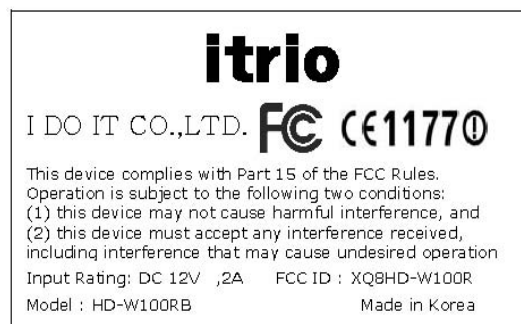 itrio
I DO IT CO.,LTD. FC CE1177
This device complies with Part 15 of the FCC Rules.
Operation is subject to the following two conditions:
(1) this device may not cause harmful interference, and
(2) this device must accept any interference received,
including interference that may cause undesired operation
Input Rating: DC 12V ,2A FCC ID : XQ8HD-W100R
Model : HD-W100RB Made in Korea